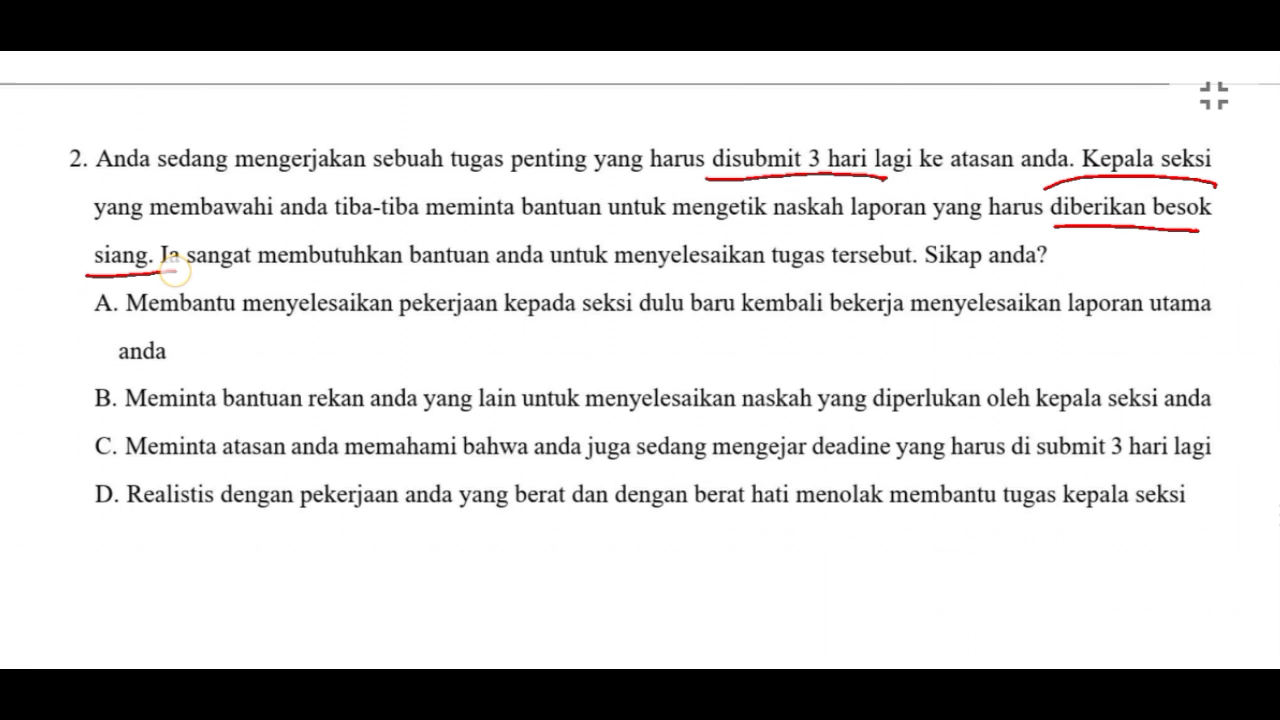 2. Anda sedang mengerjakan sebuah tugas penting yang harus disubmit 3 hari lagi ke atasan anda. Kepala seksi
yang membawahi anda tiba-tiba meminta bantuan untuk mengetik naskah laporan yang harus diberikan besok
siang. Ia sangat membutuhkan bantuan anda untuk menyelesaikan tugas tersebut. Sikap anda?
A. Membantu menyelesaikan pekerjaan kepada seksi dulu baru kembali bekerja menyelesaikan laporan utama
anda
B. Meminta bantuan rekan anda yang lain untuk menyelesaikan naskah yang diperlukan oleh kepala seksi anda
C. Meminta atasan anda memahami bahwa anda juga sedang mengejar deadine yang harus di submit 3 hari lagi
D. Realistis dengan pekerjaan anda yang berat dan dengan berat hati menolak membantu tugas kepala seksi